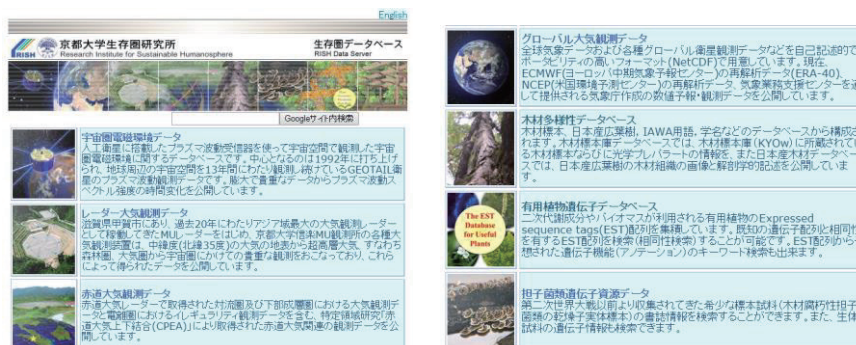 English
RISH
京都大学生存圏研究所
Research Institute for Sustainable Humanosphere
生存圏データベース
RISH Data Server
Googleサイト内検索
宇宙圏電磁環境データ
人工衛星に搭載したプラズマ波動受信器を使って宇宙空間で観測した宇宙
圏電磁環境に関するデータベースです。中心となるのは1992年に打ち上げ
られ、地球周辺の宇宙空間を13年間にわたり観測し続けているGEOTAIL衛
星のプラズマ波動観測データです。膨大で貴重なデータからプラズマ波動ス
ペクトル強度の時間変化を公開しています。
レーダー大気観測データ
滋賀県甲賀市にあり、過去20年にわたりアジア域最大の大気観測レーダー
として稼働してきたMUレーダーをはじめ、京都大学信楽MU観測所の各種大
気観測装置は、中緯度(北緯35度)の大気の地表から超高層大気、すなわち
森林圏、大気圏から宇宙圏にかけての貴重な観測をおこなっており、これら
によって得られたデータを公開しています。
赤道大気観測データ
赤道大気レーダーで取得された対流圏及び下部成層圏における大気観測デ
ータと電離圏におけるイレギュラリティ観測データを含む、特定領域研究「赤
道大気上下結合(CPEA)」により取得された赤道大気関連の観測データを公
開しています。
グローバル大気観測データ
全球気象データおよび各種グローバル衛星観測データなどを自己記述的で
ポータビリティの高いフォーマット(NetCDF)で用意しています。現在、
ECMWF(ヨーロッパ中期気象予報センター)の再解析データ(ERA-40)、
NCEP(米国環境予測センター)の再解析データ、気象業務支援センターを通
して提供される気象庁作成の数値予報・観測データを公開しています。
木材多様性データベース
木材標本、日本産広葉樹、IAWA用語、学名などのデータベースから構成さ
れます。木材標本庫データベースでは、木材標本庫(KYOw)に所蔵されてい
る木材標本ならびに光学プレパラートの情報を、また日本産木材データベー
スでは、日本産広葉樹の木材組織の画像と解剖学的記述を公開していま
す。
The EST
Database
for Useful
Plants
有用植物遺伝子データベース
二次代謝成分やバイオマスが利用される有用植物のExpressed
sequence tags(EST)配列を集積しています。既知の遺伝子配列と相同性
を有するEST配列を検索(相同性検索)することが可能です。EST配列から予
想された遺伝子機能(アノテーション)のキーワード検索も出来ます。
担子菌類遺伝子資源データ
第二次世界大戦以前より収集されてきた希少な標本試料(木材腐朽性担子
菌類の乾燥子実体標本)の書誌情報を検索することができます。また、生体
試料の遺伝子情報も検索できます。